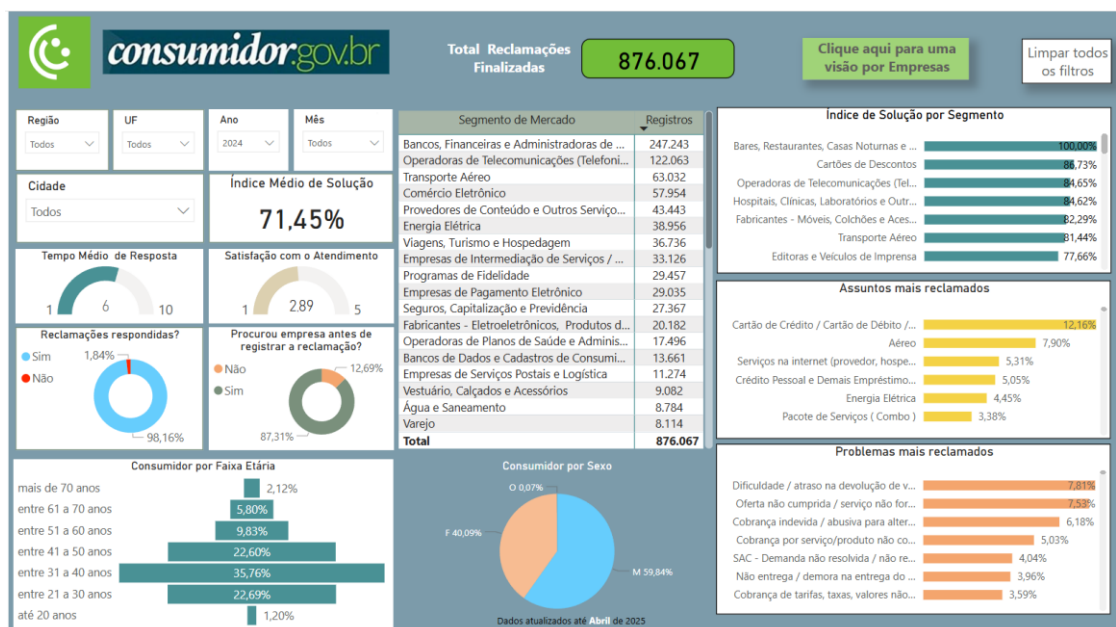 consumidor.gov.br
Total Reclamações
Finalizadas
876.067
Clique aqui para uma
visão por Empresas
Limpar todos
os filtros
Região
Todos
UF
Todos
Ano
2024
Mês
Todos
Cidade
Todos
Índice Médio de Solução
71,45%
Tempo Médio de Resposta
1
6
10
Satisfação com o Atendimento
1
2.89
5
Reclamações respondidas?
Sim
Não
1,84%
98,16%
Procurou empresa antes de
registrar a reclamação?
Não
Sim
12,69%
87,31%
Segmento de Mercado Registros
Bancos, Financeiras e Administradoras de ... 247.243
Operadoras de Telecomunicações (Telefoni... 122.063
Transporte Aéreo 63.032
Comércio Eletrônico 57.954
Provedores de Conteúdo e Outros Serviço... 43.443
Energia Elétrica 38.956
Viagens, Turismo e Hospedagem 36.736
Empresas de Intermediação de Serviços / ... 33.126
Programas de Fidelidade 29.457
Empresas de Pagamento Eletrônico 29.035
Seguros, Capitalização e Previdência 27.367
Fabricantes - Eletroeletrônicos, Produtos d... 20.182
Operadoras de Planos de Saúde e Adminis... 17.496
Bancos de Dados e Cadastros de Consumi... 13.661
Empresas de Serviços Postais e Logística 11.274
Vestuário, Calçados e Acessórios 9.082
Água e Saneamento 8.784
Varejo 8.114
Total 876.067
Índice de Solução por Segmento
Bares, Restaurantes, Casas Noturnas e ... 100,00%
Cartões de Descontos 86,73%
Operadoras de Telecomunicações (Tel... 84,65%
Hospitais, Clínicas, Laboratórios e Outr... 84,62%
Fabricantes - Móveis, Colchões e Aces... 82,29%
Transporte Aéreo 81,44%
Editoras e Veículos de Imprensa 77,66%
Assuntos mais reclamados
Cartão de Crédito / Cartão de Débito /... 12,16%
Aéreo 7,90%
Serviços na internet (provedor, hospe... 5,31%
Crédito Pessoal e Demais Empréstimo... 5,05%
Energia Elétrica 4,45%
Pacote de Serviços ( Combo ) 3,38%
Problemas mais reclamados
Dificuldade / atraso na devolução de v... 7,81%
Oferta não cumprida / serviço não for... 7,53%
Cobrança indevida / abusiva para alter... 6,18%
Cobrança por serviço/produto não co... 5,03%
SAC - Demanda não resolvida / não re... 4,04%
Não entrega / demora na entrega do ... 3,96%
Cobrança de tarifas, taxas, valores não... 3,59%
Consumidor por Faixa Etária
mais de 70 anos 2,12%
entre 61 a 70 anos 5,80%
entre 51 a 60 anos 9,83%
entre 41 a 50 anos 22,60%
entre 31 a 40 anos 35,76%
entre 21 a 30 anos 22,69%
até 20 anos 1,20%
Consumidor por Sexo
O 0,07%
F 40,09%
M 59,84%
Dados atualizados até Abril de 2025